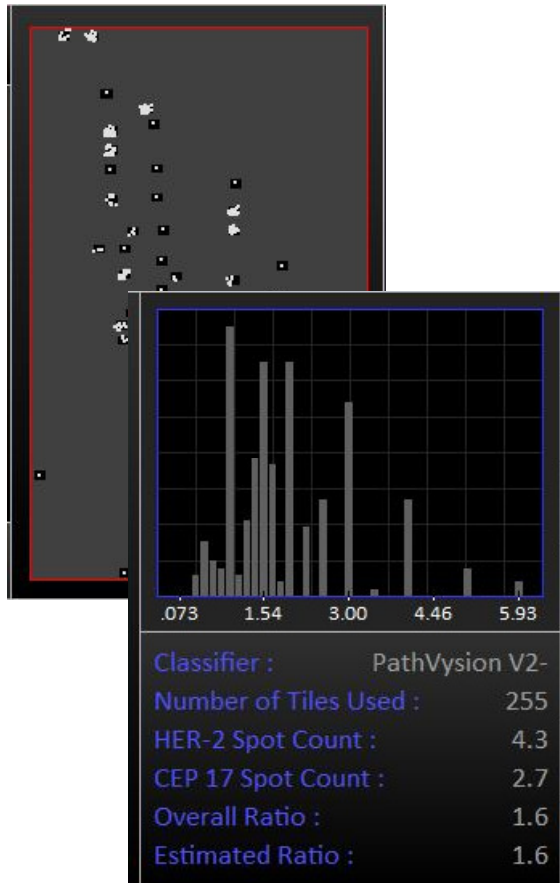 .073 1.54 3.00 4.46 5.93
Classifier : PathVysion V2-
Number of Tiles Used : 255
HER-2 Spot Count : 4.3
CEP 17 Spot Count : 2.7
Overall Ratio : 1.6
Estimated Ratio : 1.6